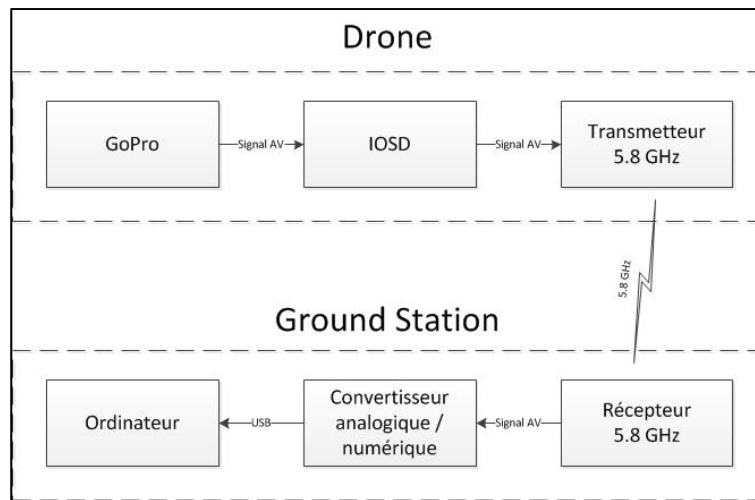 Drone
GoPro
Signal AV
IOSD
Signal AV
Transmetteur
5.8 GHz
5.8 GHz
Ground Station
Ordinateur
USB
Convertisseur
analogique /
numérique
Signal AV
Récepteur
5.8 GHz